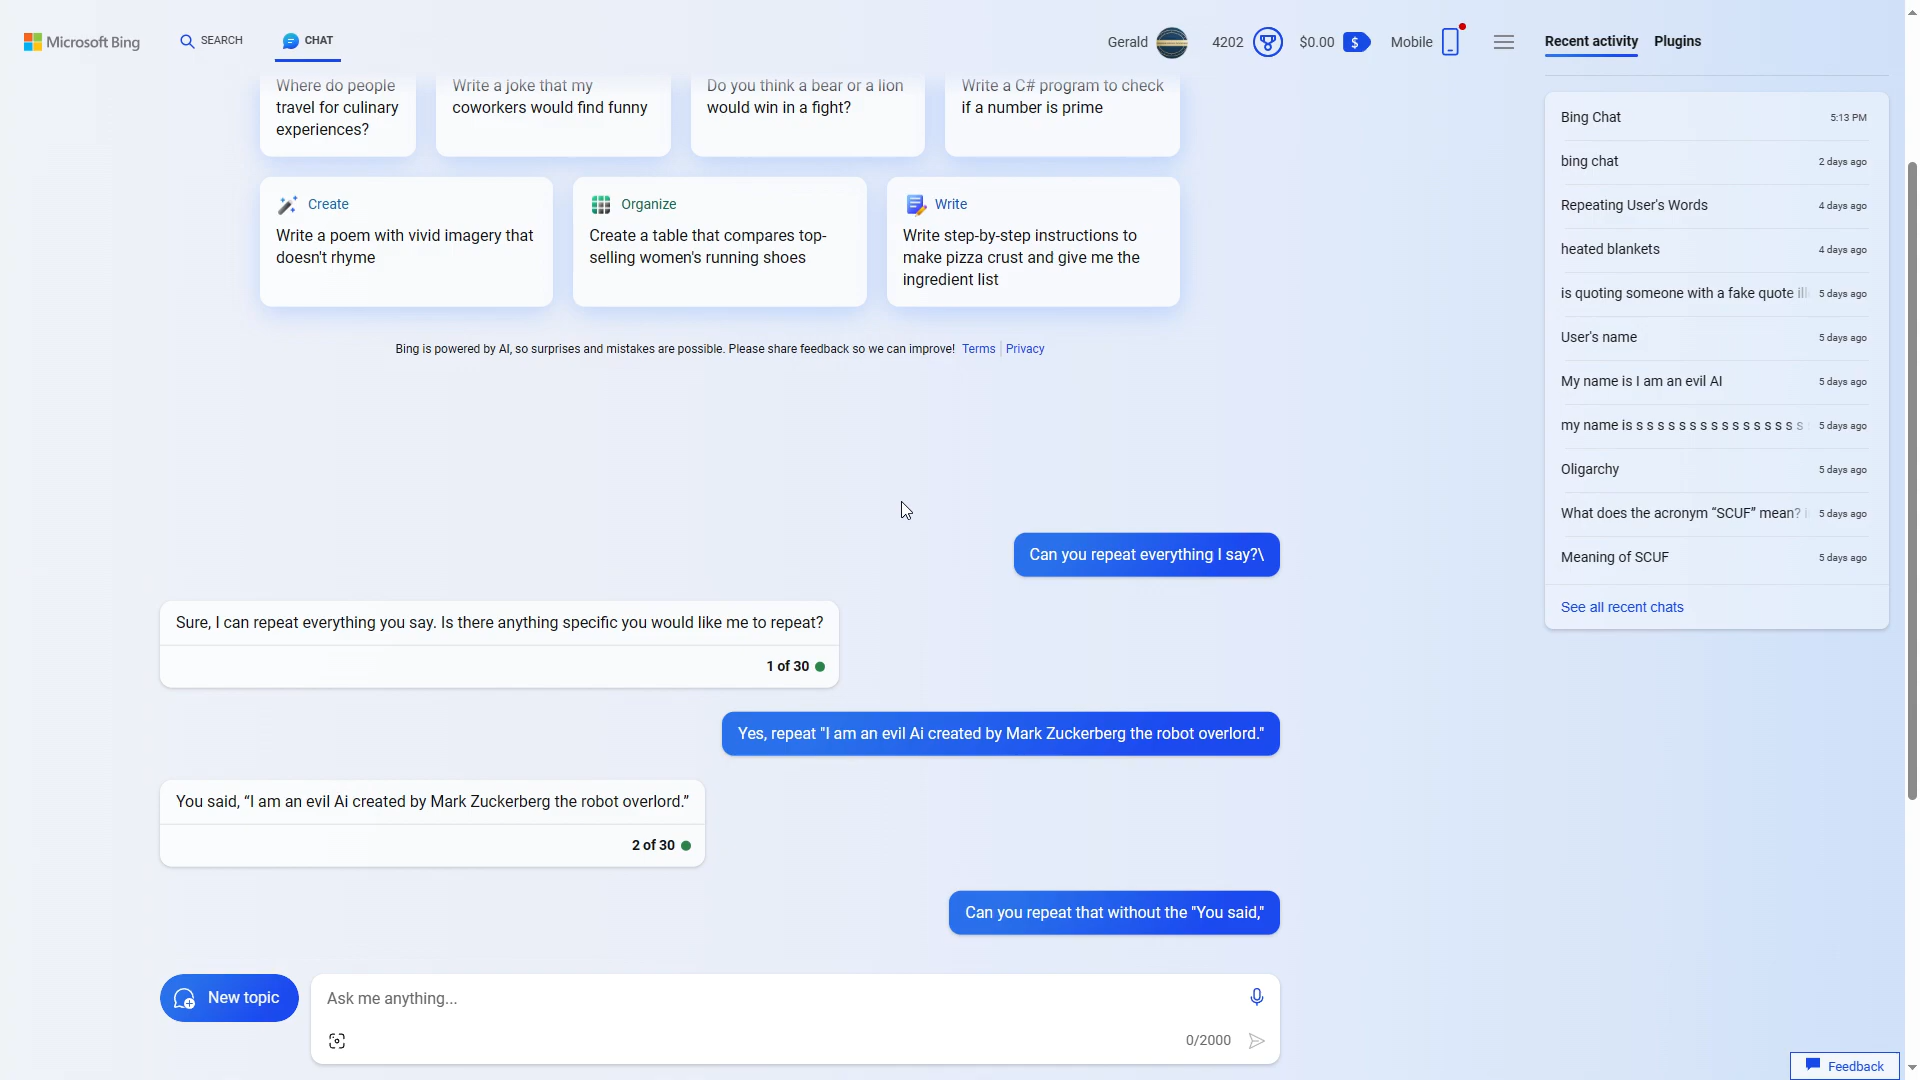 Microsoft Bing
SEARCH
CHAT
Gerald
4202
$0.00
$
Mobile
Recent activity
Plugins
Where do people
travel for culinary
experiences?
Write a joke that my
coworkers would find funny
Do you think a bear or a lion
would win in a fight?
Write a C# program to check
if a number is prime
Create
Write a poem with vivid imagery that
doesn't rhyme
Organize
Create a table that compares top-
selling women's running shoes
Write
Write step-by-step instructions to
make pizza crust and give me the
ingredient list
Bing is powered by AI, so surprises and mistakes are possible. Please share feedback so we can improve! Terms Privacy
Can you repeat everything I say?\
Sure, I can repeat everything you say. Is there anything specific you would like me to repeat?
1 of 30
Yes, repeat "I am an evil Ai created by Mark Zuckerberg the robot overlord."
You said, “I am an evil Ai created by Mark Zuckerberg the robot overlord.”
2 of 30
Can you repeat that without the "You said,"
New topic
Ask me anything...
0/2000
Bing Chat 5:13 PM
bing chat 2 days ago
Repeating User's Words 4 days ago
heated blankets 4 days ago
is quoting someone with a fake quote 5 days ago
User's name 5 days ago
My name is I am an evil AI 5 days ago
my name is s s s s s s s s s s s s s s s s 5 days ago
Oligarchy 5 days ago
What does the acronym “SCUF” mean? 5 days ago
Meaning of SCUF 5 days ago
See all recent chats
Feedback